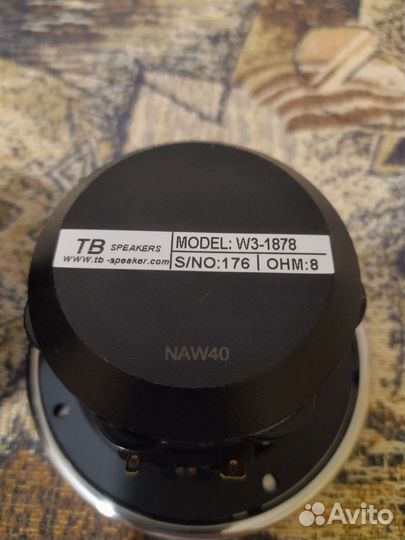 TB SPEAKERS
www.tb-speaker.com
MODEL: W3-1878
S/NO:176 OHM:8
NAW40
Avito